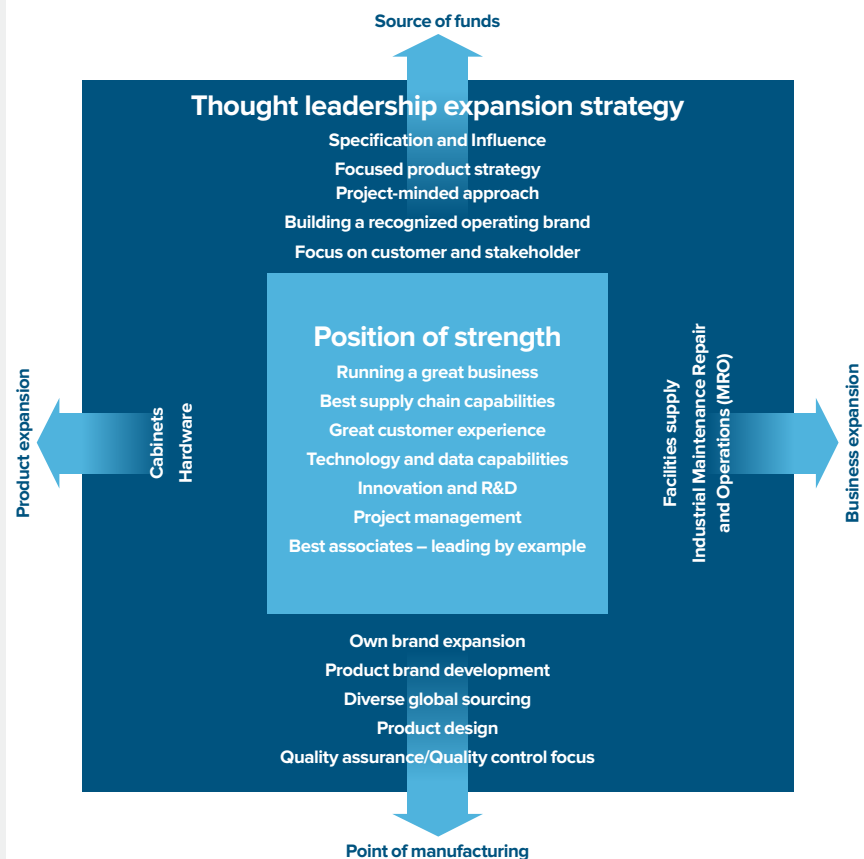 Source of funds
Thought leadership expansion strategy
Specification and Influence
Focused product strategy
Project-minded approach
Building a recognized operating brand
Focus on customer and stakeholder
Product expansion
Cabinets
Hardware
Position of strength
Running a great business
Best supply chain capabilities
Great customer experience
Technology and data capabilities
Innovation and R&D
Project management
Best associates – leading by example
Facilities supply
Industrial Maintenance Repair
and Operations (MRO)
Business expansion
Own brand expansion
Product brand development
Diverse global sourcing
Product design
Quality assurance/Quality control focus
Point of manufacturing